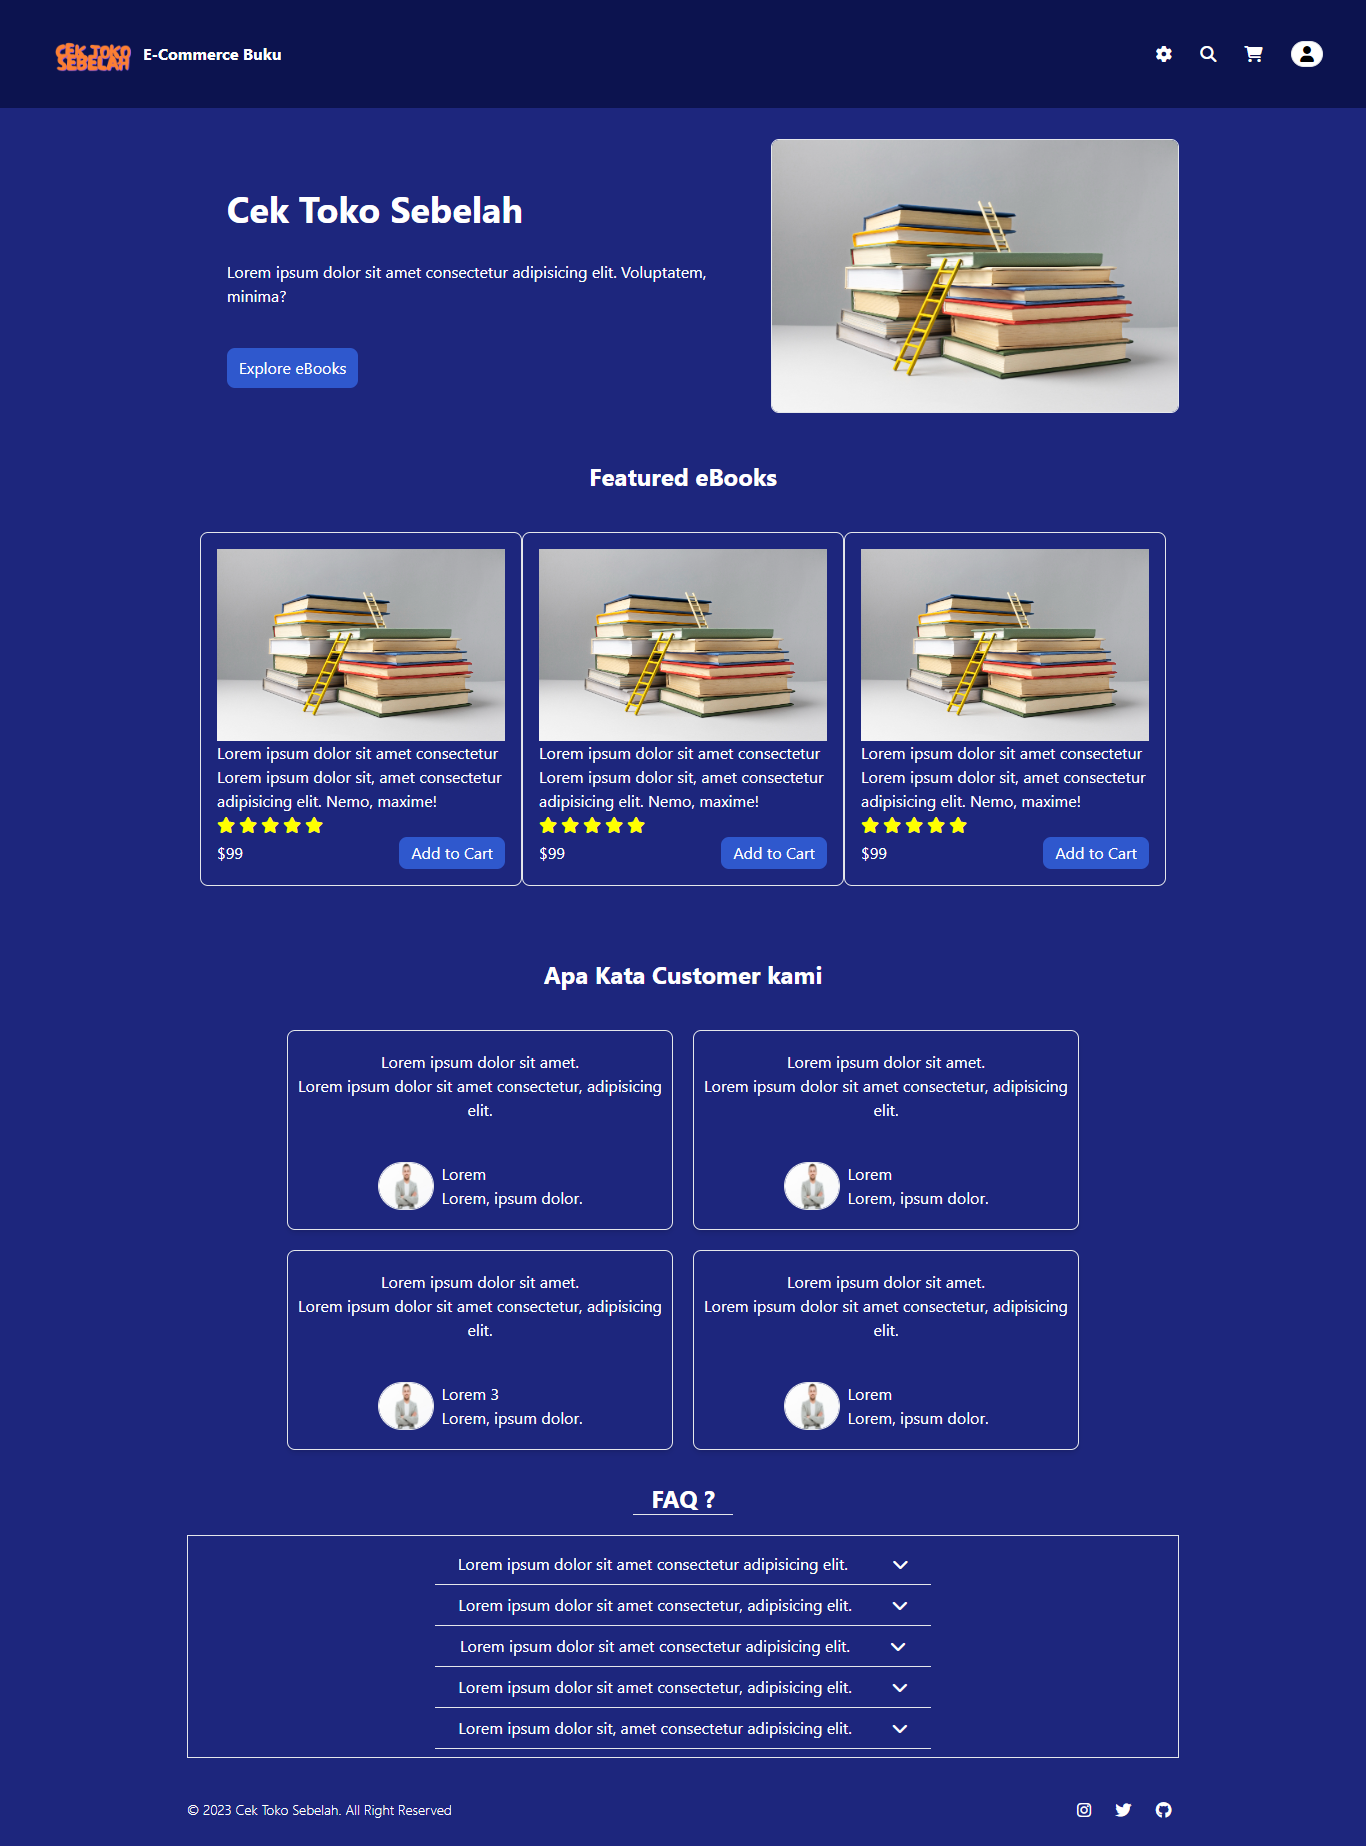 CEK TOKO
SEBELAH
E-Commerce Buku
Cek Toko Sebelah
Lorem ipsum dolor sit amet consectetur adipisicing elit. Voluptatem,
minima?
Explore eBooks
Featured eBooks
Lorem ipsum dolor sit amet consectetur
Lorem ipsum dolor sit, amet consectetur
adipisicing elit. Nemo, maxime!
$99
Add to Cart
Lorem ipsum dolor sit amet consectetur
Lorem ipsum dolor sit, amet consectetur
adipisicing elit. Nemo, maxime!
$99
Add to Cart
Lorem ipsum dolor sit amet consectetur
Lorem ipsum dolor sit, amet consectetur
adipisicing elit. Nemo, maxime!
$99
Add to Cart
Apa Kata Customer kami
Lorem ipsum dolor sit amet.
Lorem ipsum dolor sit amet consectetur, adipisicing
elit.
Lorem
Lorem, ipsum dolor.
Lorem ipsum dolor sit amet.
Lorem ipsum dolor sit amet consectetur, adipisicing
elit.
Lorem
Lorem, ipsum dolor.
Lorem ipsum dolor sit amet.
Lorem ipsum dolor sit amet consectetur, adipisicing
elit.
Lorem 3
Lorem, ipsum dolor.
Lorem ipsum dolor sit amet.
Lorem ipsum dolor sit amet consectetur, adipisicing
elit.
Lorem
Lorem, ipsum dolor.
FAQ ?
Lorem ipsum dolor sit amet consectetur adipisicing elit.
Lorem ipsum dolor sit amet consectetur, adipisicing elit.
Lorem ipsum dolor sit amet consectetur adipisicing elit.
Lorem ipsum dolor sit amet consectetur, adipisicing elit.
Lorem ipsum dolor sit, amet consectetur adipisicing elit.
© 2023 Cek Toko Sebelah. All Right Reserved